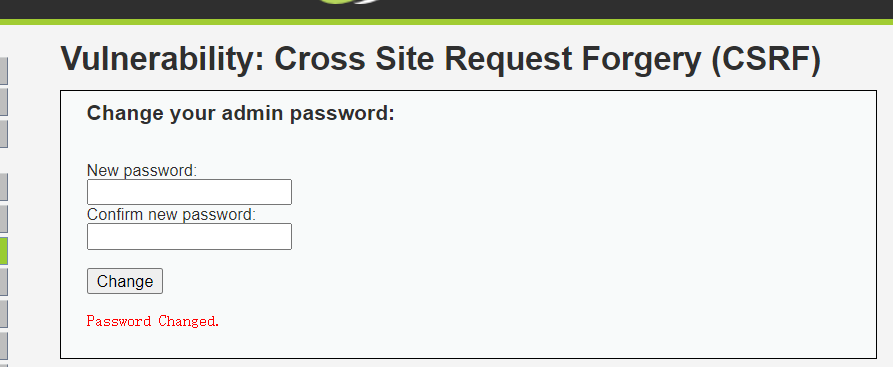 Vulnerability: Cross Site Request Forgery (CSRF)
Change your admin password:
New password:
Confirm new password:
Change
Password Changed.